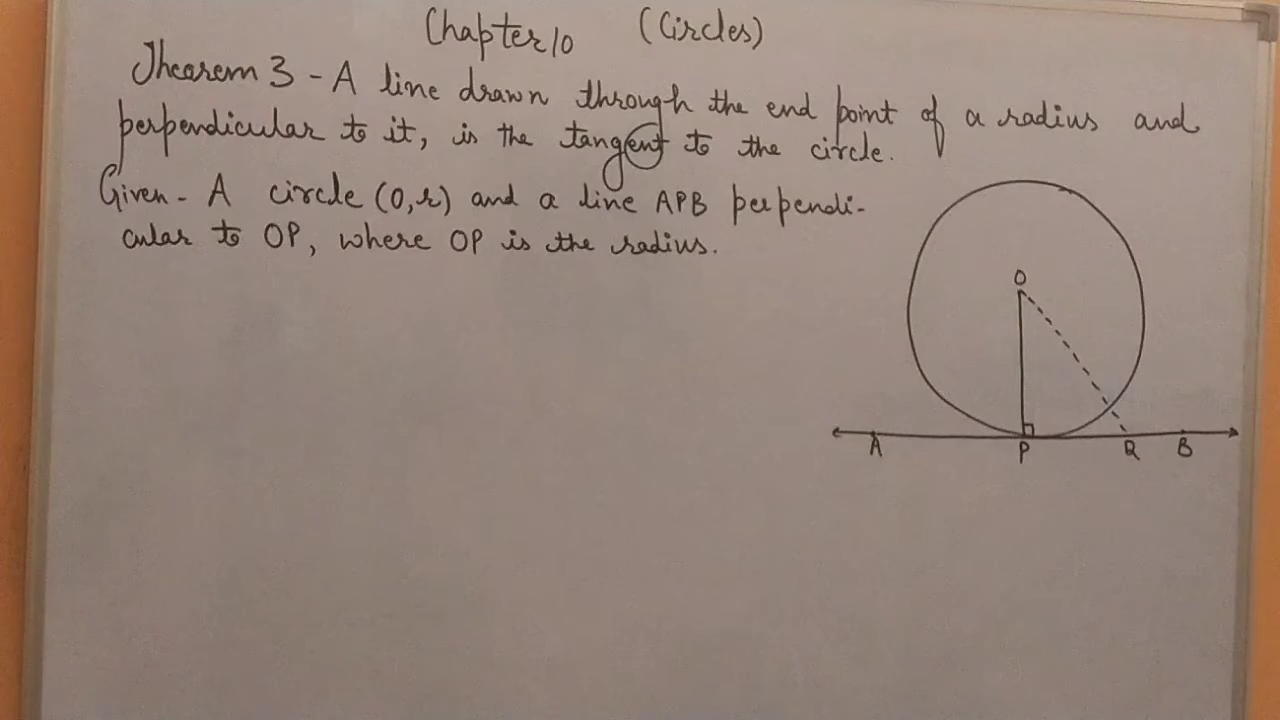 Chapter 10 (Circles)
Theorem 3 - A line drawn through the end point of a radius and
perpendicular to it, is the tangent to the circle.
Given - A circle (O, r) and a line APB perpendi-
cular to OP, where OP is the radius.
O
A P Q B